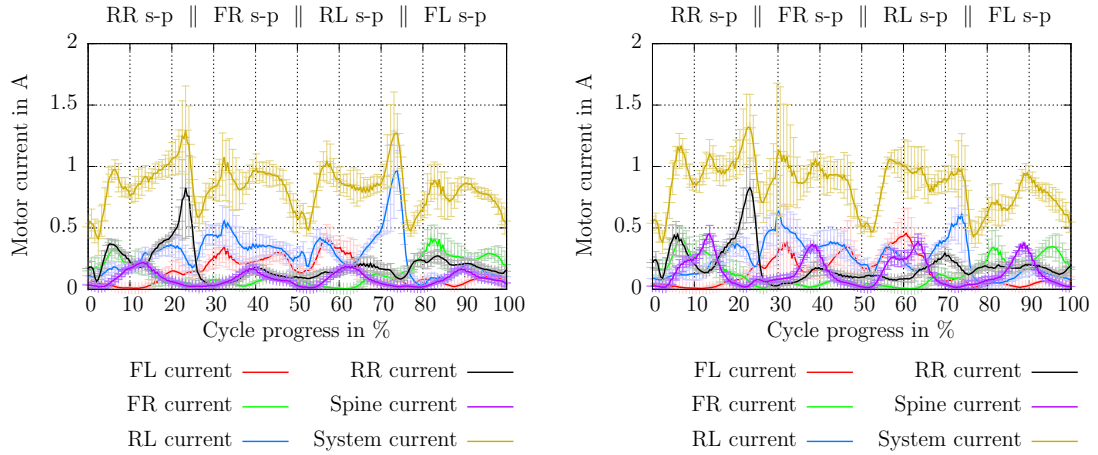 RR s-p ∥ FR s-p ∥ RL s-p ∥ FL s-p
2
1.5
1
0.5
0
Motor current in A
0 10 20 30 40 50 60 70 80 90 100
Cycle progress in %
FL current
FR current
RL current
RR current
Spine current
System current
RR s-p ∥ FR s-p ∥ RL s-p ∥ FL s-p
2
1.5
1
0.5
0
Motor current in A
0 10 20 30 40 50 60 70 80 90 100
Cycle progress in %
FL current
FR current
RL current
RR current
Spine current
System current